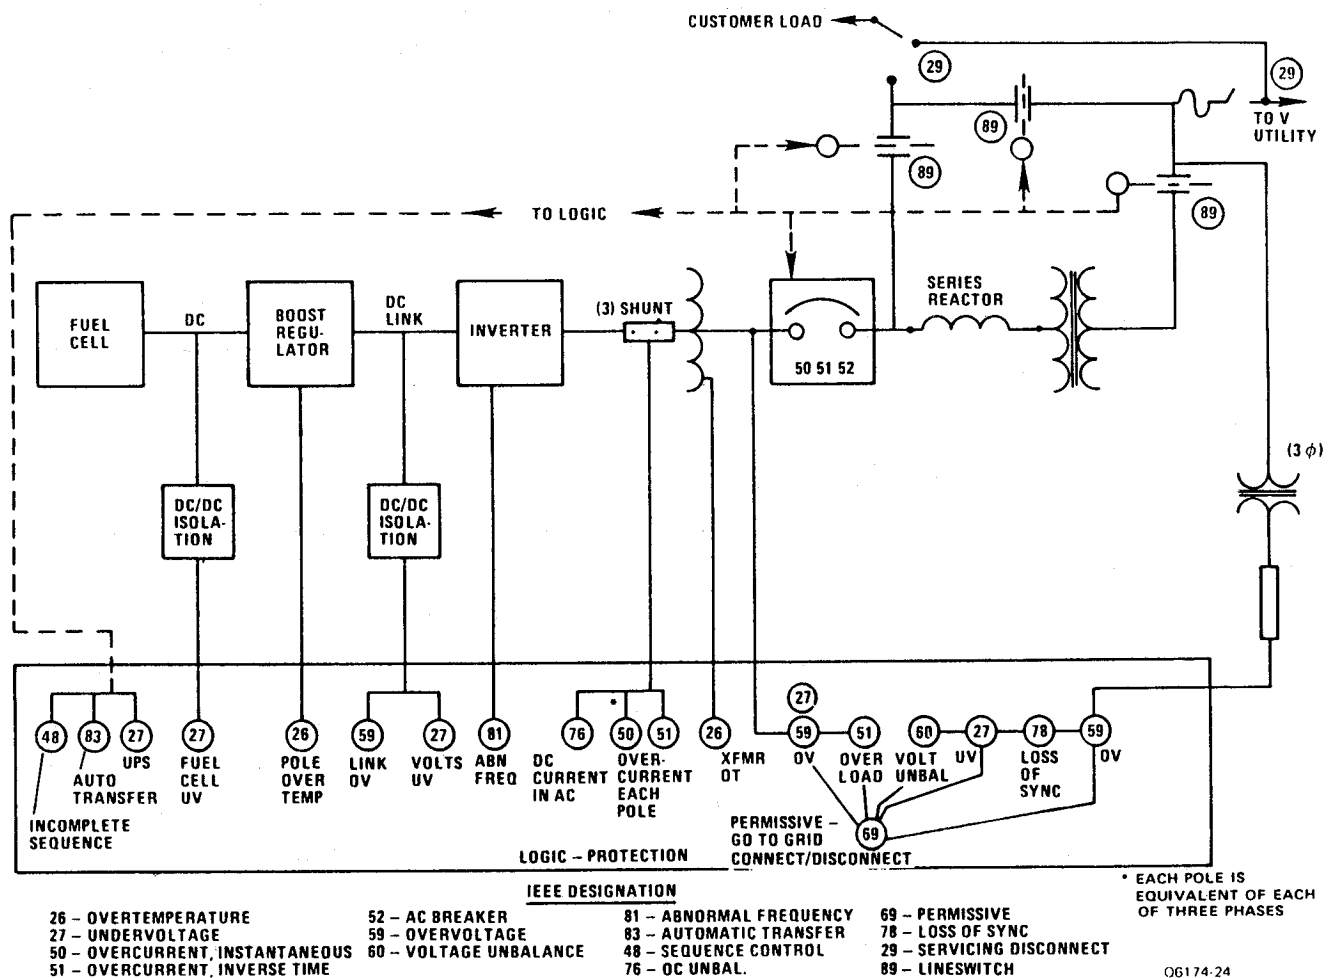 CUSTOMER LOAD
29
29
TO V
UTILITY
89
89
89
TO LOGIC
FUEL
CELL
DC
BOOST
REGU-
LATOR
DC
LINK
INVERTER
(3) SHUNT
50 51 52
SERIES
REACTOR
(3 φ)
DC/DC
ISOLA-
TION
DC/DC
ISOLA-
TION
48
83
27
UPS
AUTO
TRANSFER
INCOMPLETE
SEQUENCE
27
FUEL
CELL
UV
26
POLE
OVER
TEMP
59
LINK
OV
27
VOLTS
UV
81
ABN
FREQ
76
DC
CURRENT
IN AC
*
50
51
OVER-
CURRENT
EACH
POLE
26
XFMR
OT
27
59
OV
51
OVER
LOAD
60
VOLT
UNBAL
27
UV
78
LOSS
OF
SYNC
59
OV
PERMISSIVE –
GO TO GRID
CONNECT/DISCONNECT
69
LOGIC – PROTECTION
* EACH POLE IS
EQUIVALENT OF EACH
OF THREE PHASES
IEEE DESIGNATION
26 – OVERTEMPERATURE
27 – UNDERVOLTAGE
50 – OVERCURRENT, INSTANTANEOUS
51 – OVERCURRENT, INVERSE TIME
52 – AC BREAKER
59 – OVERVOLTAGE
60 – VOLTAGE UNBALANCE
81 – ABNORMAL FREQUENCY
83 – AUTOMATIC TRANSFER
48 – SEQUENCE CONTROL
76 – OC UNBAL.
69 – PERMISSIVE
78 – LOSS OF SYNC
29 – SERVICING DISCONNECT
89 – LINESWITCH
06174-24